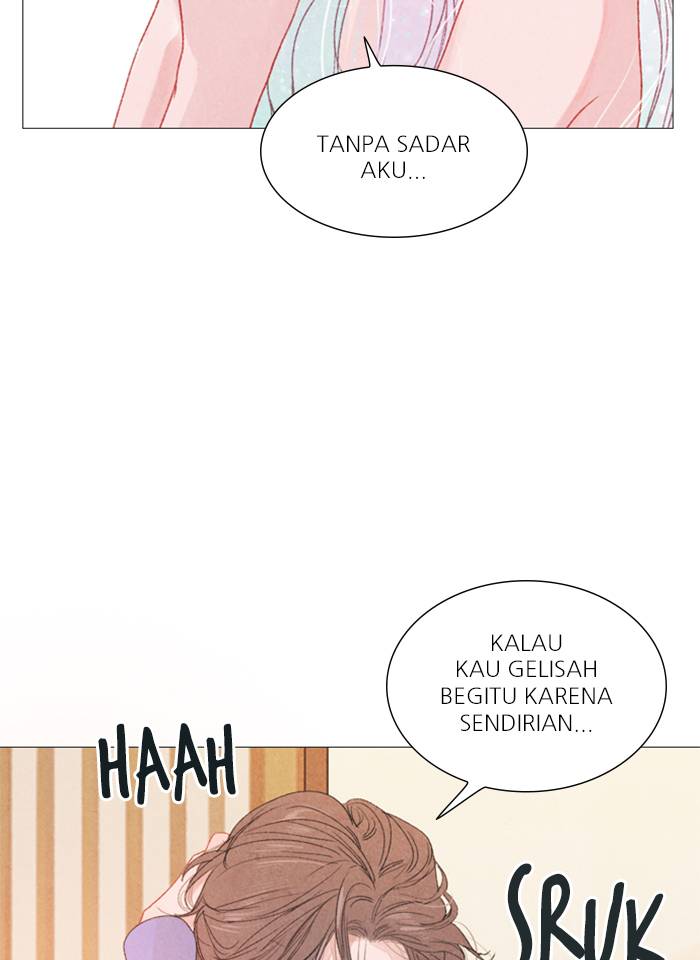 TANPA SADAR
AKU...
KALAU
KAU GELISAH
BEGITU KARENA
SENDIRIAN...
HAAH
SRUK